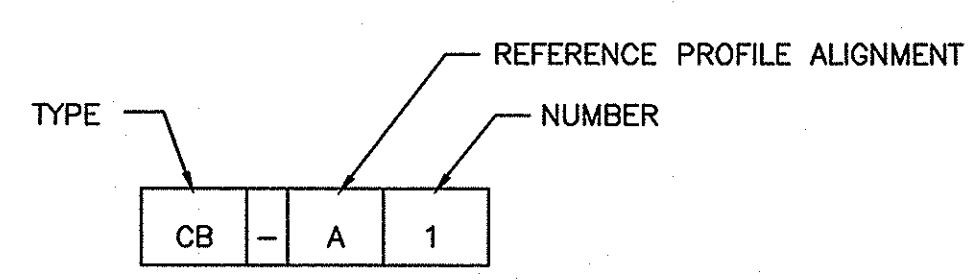 REFERENCE PROFILE ALIGNMENT
TYPE
NUMBER
CB - A 1